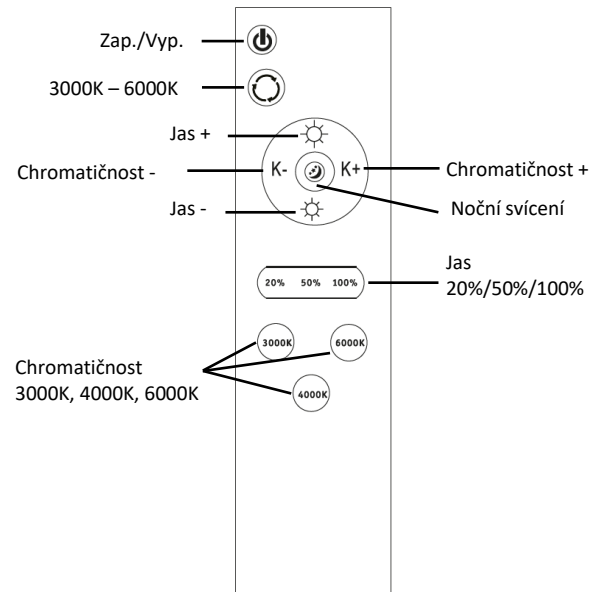 Zap./Vyp.
3000K – 6000K
Jas +
Chromatičnost -
K-
K+
Chromatičnost +
Jas -
Noční svícení
Jas
20%/50%/100%
20% 50% 100%
3000K
6000K
Chromatičnost
3000K, 4000K, 6000K
4000K